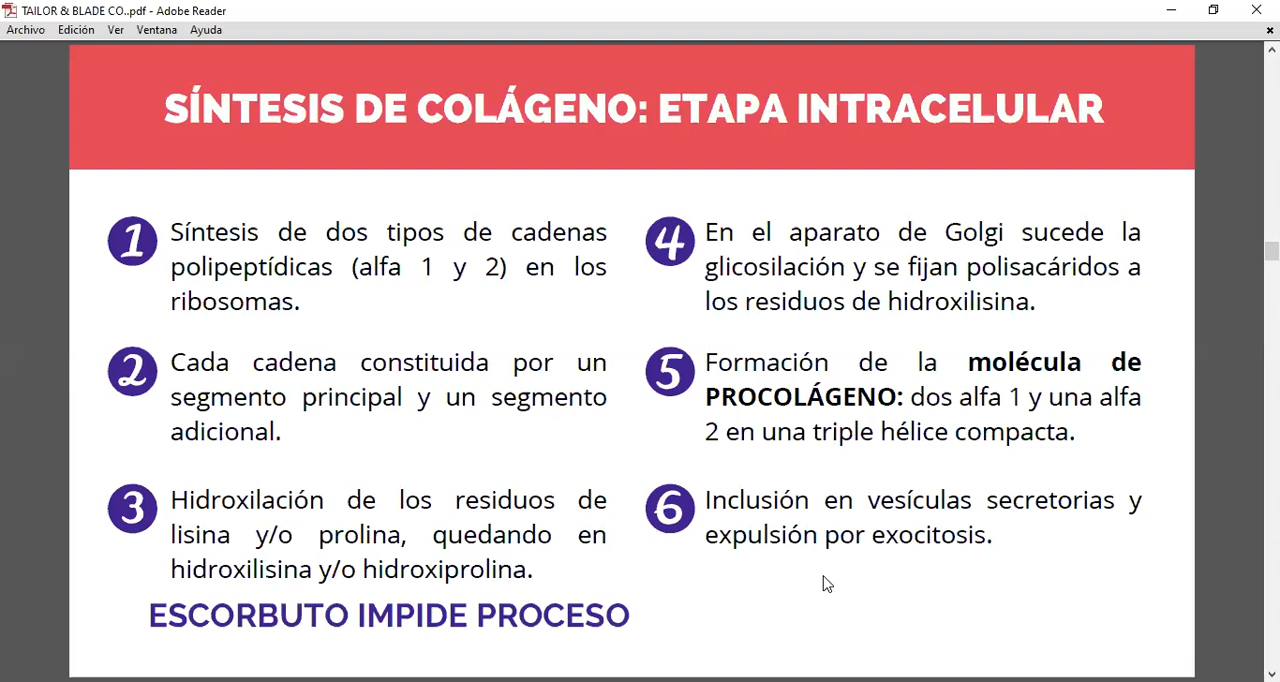 TAILOR & BLADE CO..pdf - Adobe Reader
Archivo Edición Ver Ventana Ayuda
SÍNTESIS DE COLÁGENO: ETAPA INTRACELULAR
1 Síntesis de dos tipos de cadenas
polipeptídicas (alfa 1 y 2) en los
ribosomas.
2 Cada cadena constituida por un
segmento principal y un segmento
adicional.
3 Hidroxilación de los residuos de
lisina y/o prolina, quedando en
hidroxilisina y/o hidroxiprolina.
ESCORBUTO IMPIDE PROCESO
4 En el aparato de Golgi sucede la
glicosilación y se fijan polisacáridos a
los residuos de hidroxilisina.
5 Formación de la molécula de
PROCOLÁGENO: dos alfa 1 y una alfa
2 en una triple hélice compacta.
6 Inclusión en vesículas secretorias y
expulsión por exocitosis.